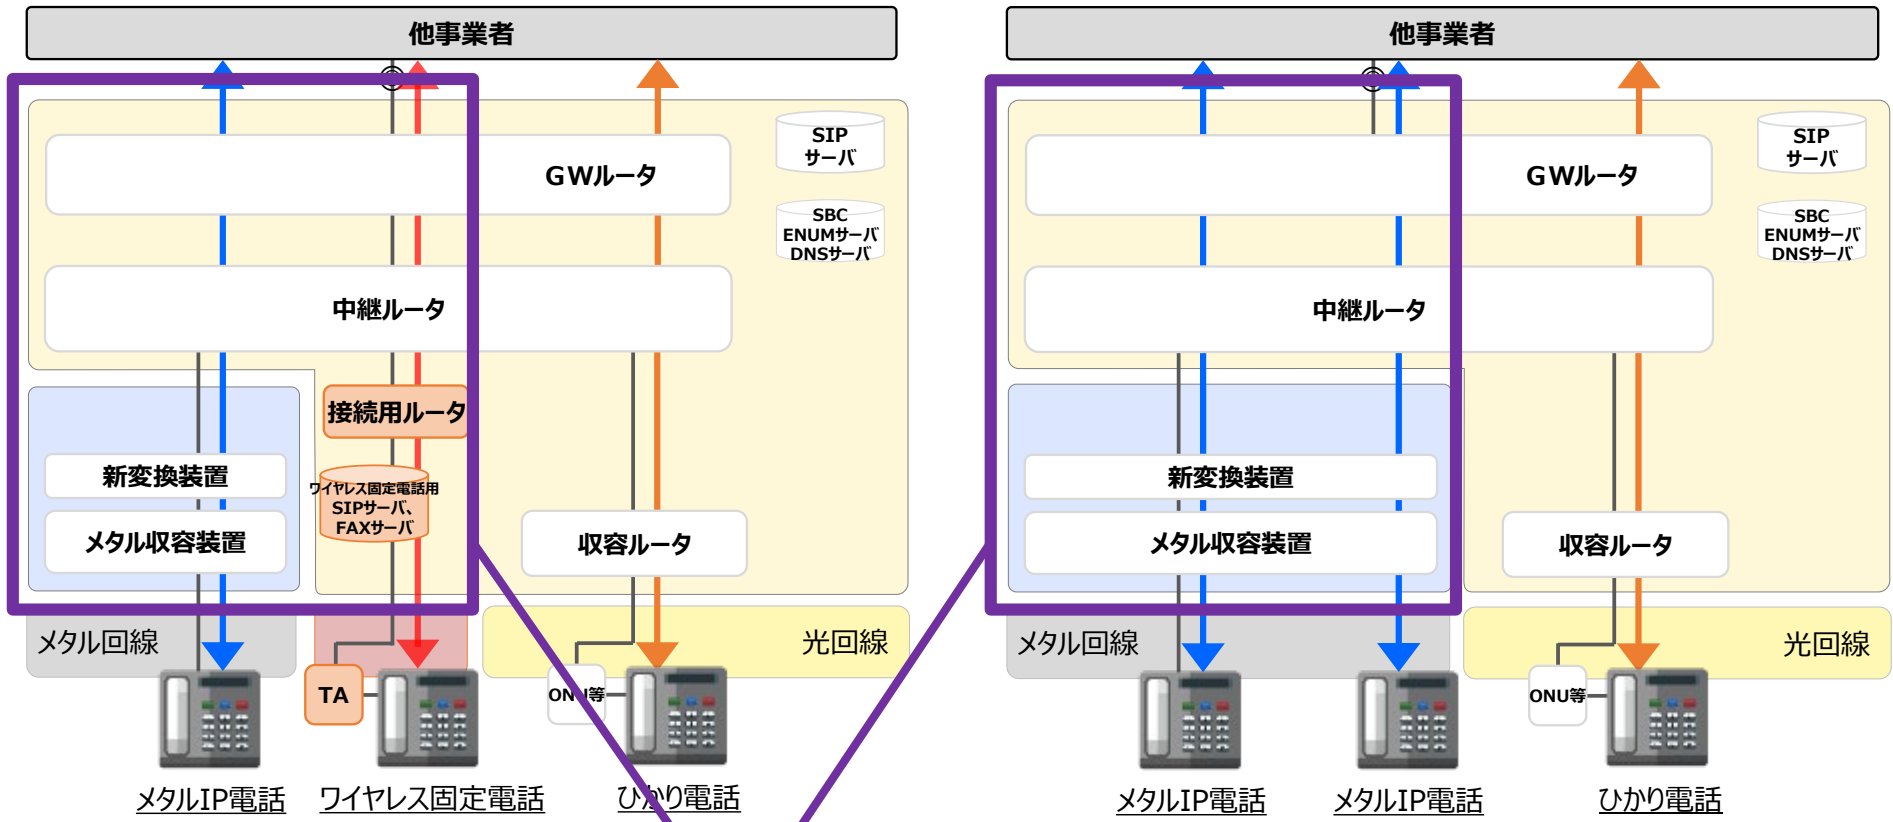 他事業者
SIP
サーバ
GWルータ
SBC
ENUMサーバ
DNSサーバ
中継ルータ
接続用ルータ
新変換装置
ワイヤレス固定電話用
SIPサーバ、
FAXサーバ
メタル収容装置
収容ルータ
メタル回線
光回線
TA
ONU等
メタルIP電話
ワイヤレス固定電話
ひかり電話
他事業者
SIP
サーバ
GWルータ
SBC
ENUMサーバ
DNSサーバ
中継ルータ
新変換装置
メタル収容装置
収容ルータ
メタル回線
光回線
ONU等
メタルIP電話
メタルIP電話
ひかり電話